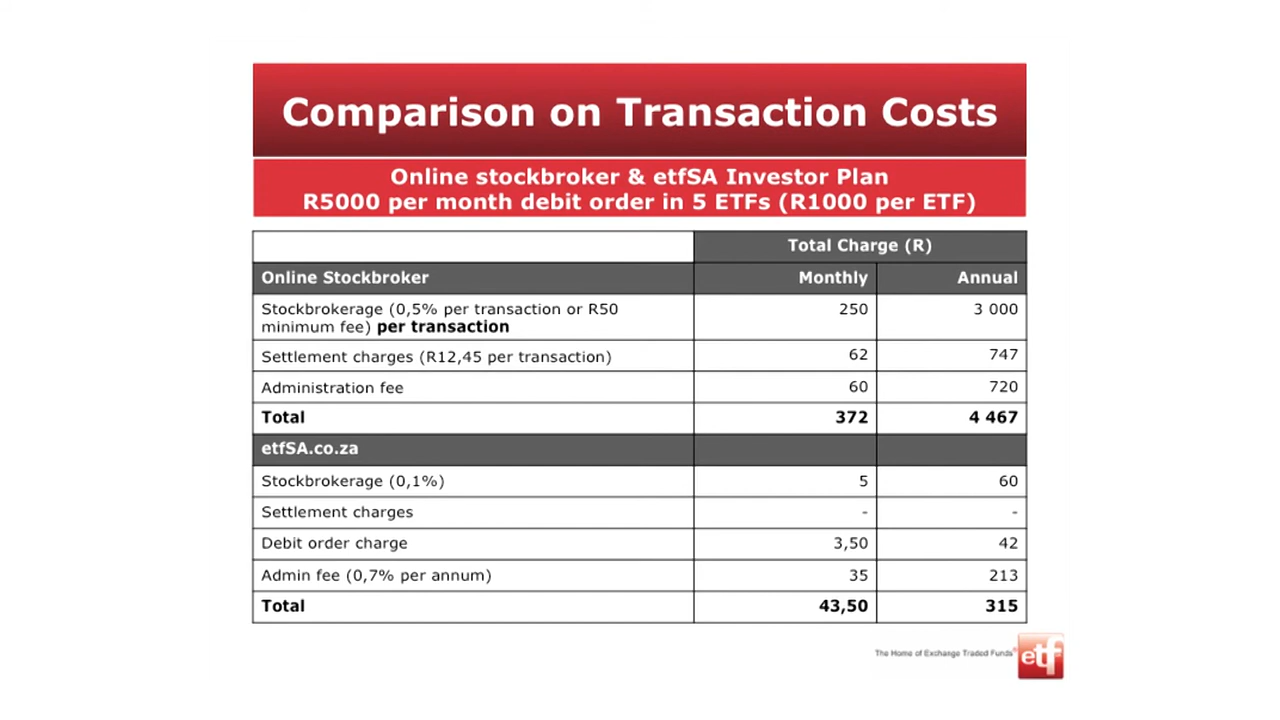 Comparison on Transaction Costs
Online stockbroker & etfSA Investor Plan
R5000 per month debit order in 5 ETFs (R1000 per ETF)
Total Charge (R)
Online Stockbroker Monthly Annual
Stockbrokerage (0,5% per transaction or R50 250 3 000
minimum fee) per transaction
Settlement charges (R12,45 per transaction) 62 747
Administration fee 60 720
Total 372 4 467
etfSA.co.za
Stockbrokerage (0,1%) 5 60
Settlement charges - -
Debit order charge 3,50 42
Admin fee (0,7% per annum) 35 213
Total 43,50 315
The Home of Exchange Traded Funds®
etf